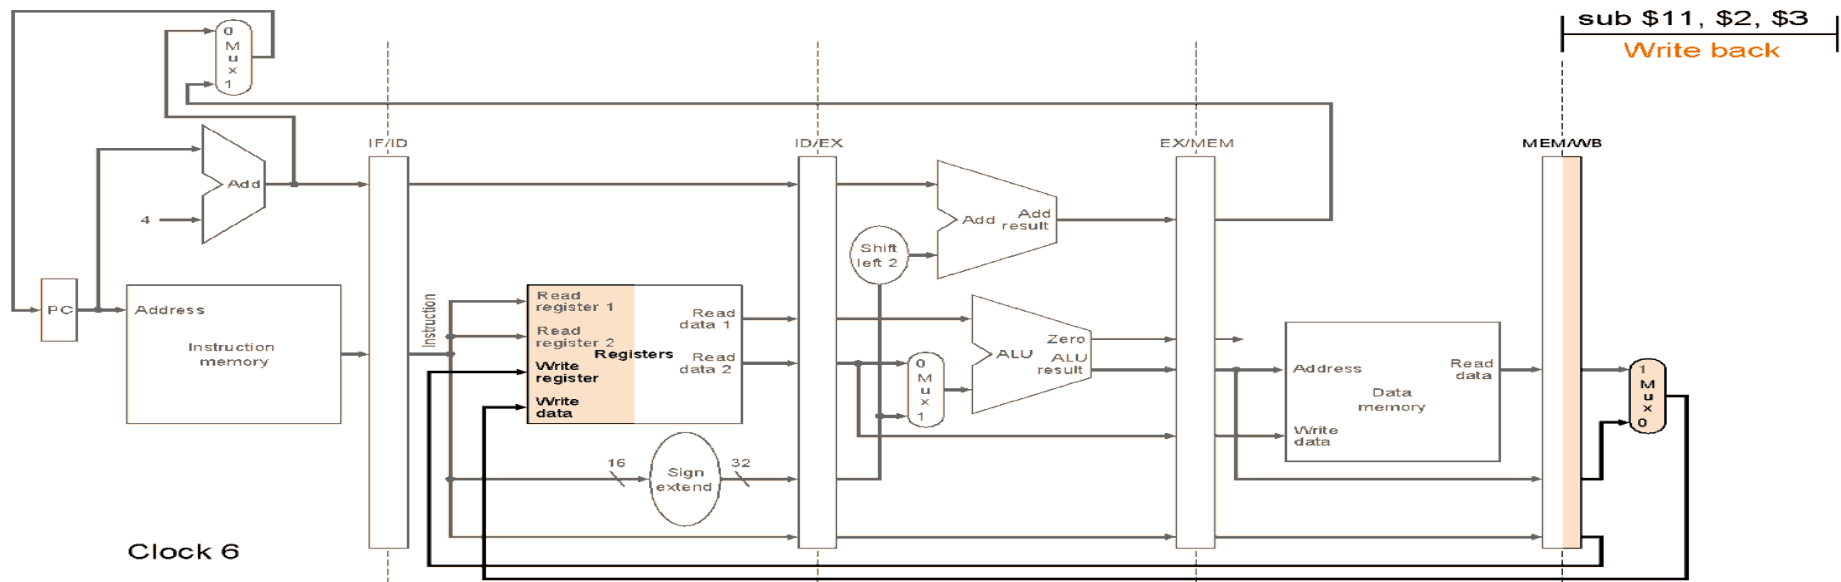 sub $11, $2, $3
Write back
0
M
u
x
1
IF/ID
ID/EX
EX/MEM
MEM/WB
Add
4
Add
Add
result
Shift
left 2
PC
Address
Instruction
memory
Instruction
Read
register 1
Read
register 2
Write
register
Write
data
Registers
Read
data 1
Read
data 2
0
M
u
x
1
Zero
ALU
ALU
result
Address
Read
data
Data
memory
Write
data
1
M
u
x
0
16
Sign
extend
32
Clock 6